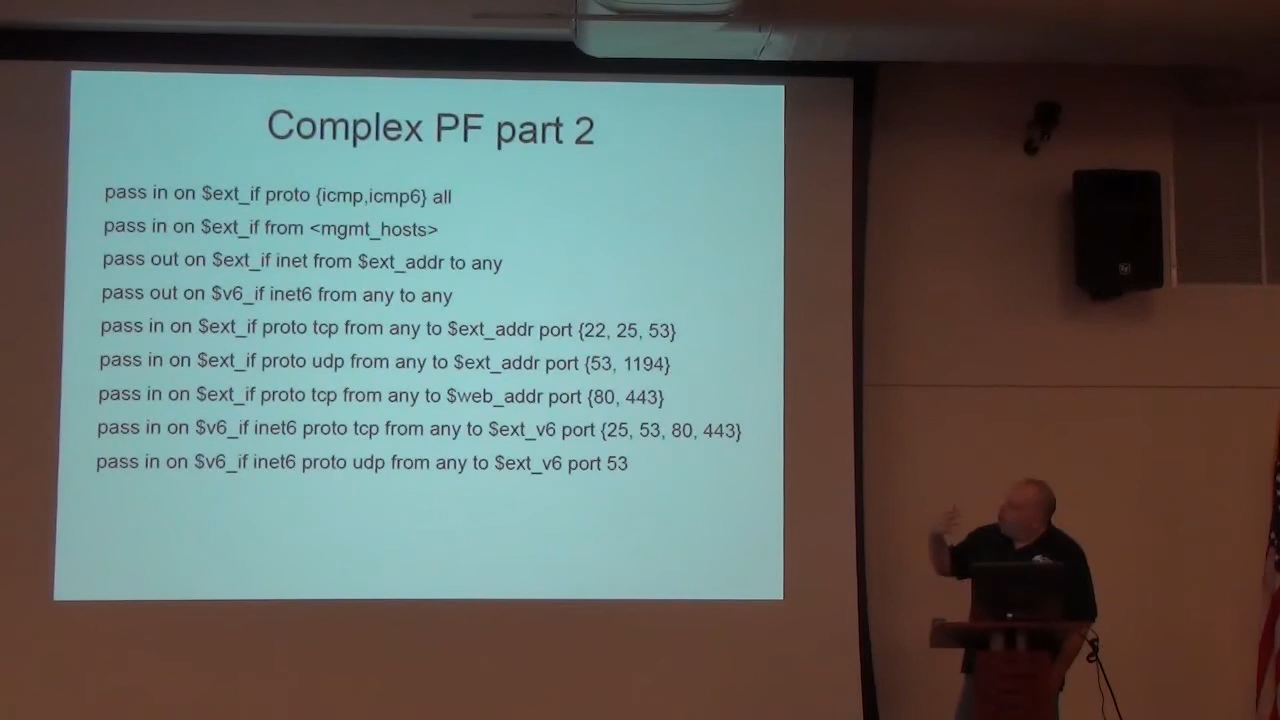 Complex PF part 2
pass in on $ext_if proto {icmp,icmp6} all
pass in on $ext_if from <mgmt_hosts>
pass out on $ext_if inet from $ext_addr to any
pass out on $v6_if inet6 from any to any
pass in on $ext_if proto tcp from any to $ext_addr port {22, 25, 53}
pass in on $ext_if proto udp from any to $ext_addr port {53, 1194}
pass in on $ext_if proto tcp from any to $web_addr port {80, 443}
pass in on $v6_if inet6 proto tcp from any to $ext_v6 port {25, 53, 80, 443}
pass in on $v6_if inet6 proto udp from any to $ext_v6 port 53